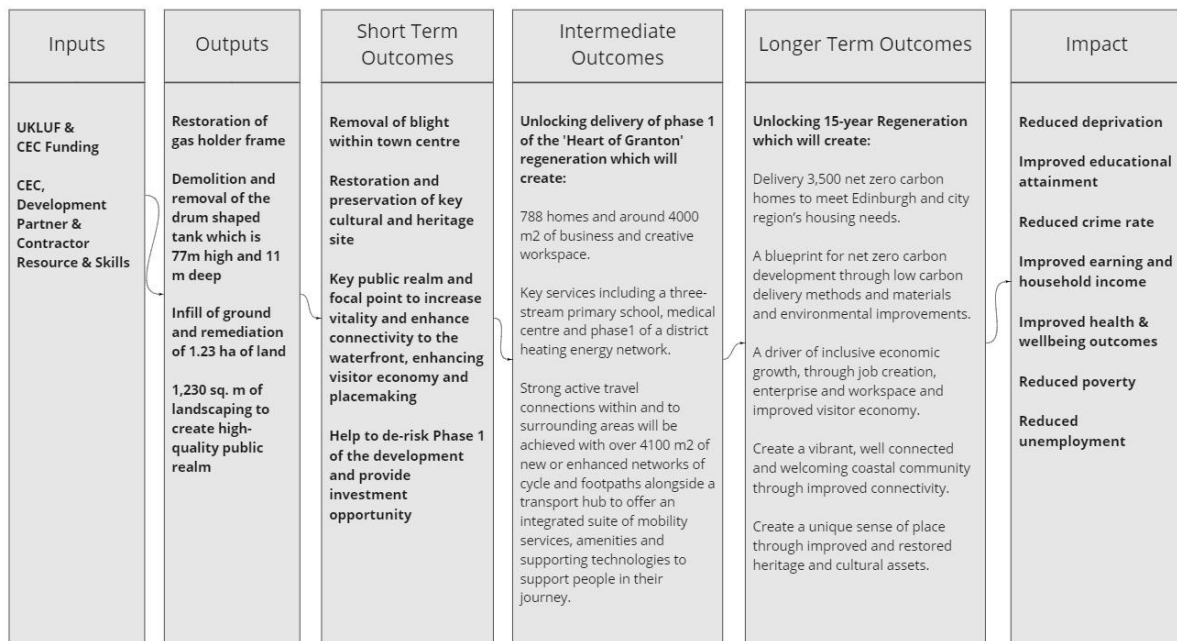 Inputs
UKLUF &
CEC Funding
CEC,
Development
Partner &
Contractor
Resource & Skills
Outputs
Restoration of
gas holder frame
Demolition and
removal of the
drum shaped
tank which is
77m high and 11
m deep
Infill of ground
and remediation
of 1.23 ha of land
1,230 sq. m of
landscaping to
create high-
quality public
realm
Short Term
Outcomes
Removal of blight
within town centre
Restoration and
preservation of key
cultural and heritage
site
Key public realm and
focal point to increase
vitality and enhance
connectivity to the
waterfront, enhancing
visitor economy and
placemaking
Help to de-risk Phase 1
of the development
and provide
investment
opportunity
Intermediate
Outcomes
Unlocking delivery of phase 1
of the 'Heart of Granton'
regeneration which will
create:
788 homes and around 4000
m2 of business and creative
workspace.
Key services including a three-
stream primary school, medical
centre and phase1 of a district
heating energy network.
Strong active travel
connections within and to
surrounding areas will be
achieved with over 4100 m2 of
new or enhanced networks of
cycle and footpaths alongside a
transport hub to offer an
integrated suite of mobility
services, amenities and
supporting technologies to
support people in their
journey.
Longer Term Outcomes
Unlocking 15-year Regeneration
which will create:
Delivery 3,500 net zero carbon
homes to meet Edinburgh and city
region's housing needs.
A blueprint for net zero carbon
development through low carbon
delivery methods and materials
and environmental improvements.
A driver of inclusive economic
growth, through job creation,
enterprise and workspace and
improved visitor economy.
Create a vibrant, well connected
and welcoming coastal community
through improved connectivity.
Create a unique sense of place
through improved and restored
heritage and cultural assets.
Impact
Reduced deprivation
Improved educational
attainment
Reduced crime rate
Improved earning and
household income
Improved health &
wellbeing outcomes
Reduced poverty
Reduced
unemployment